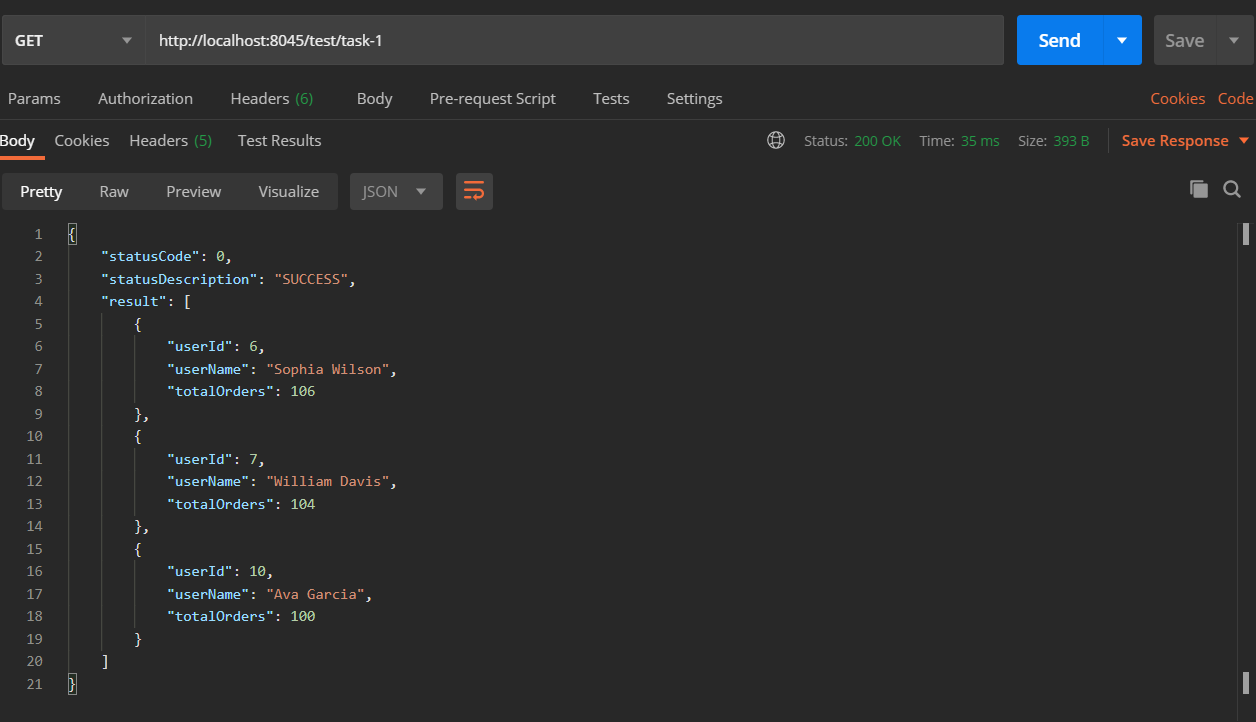 GET http://localhost:8045/test/task-1 Send Save
Params Authorization Headers (6) Body Pre-request Script Tests Settings Cookies Code
Body Cookies Headers (5) Test Results Status: 200 OK Time: 35 ms Size: 393 B Save Response
Pretty Raw Preview Visualize JSON
1 {
2 "statusCode": 0,
3 "statusDescription": "SUCCESS",
4 "result": [
5 {
6 "userId": 6,
7 "userName": "Sophia Wilson",
8 "totalOrders": 106
9 },
10 {
11 "userId": 7,
12 "userName": "William Davis",
13 "totalOrders": 104
14 },
15 {
16 "userId": 10,
17 "userName": "Ava Garcia",
18 "totalOrders": 100
19 }
20 ]
21 }